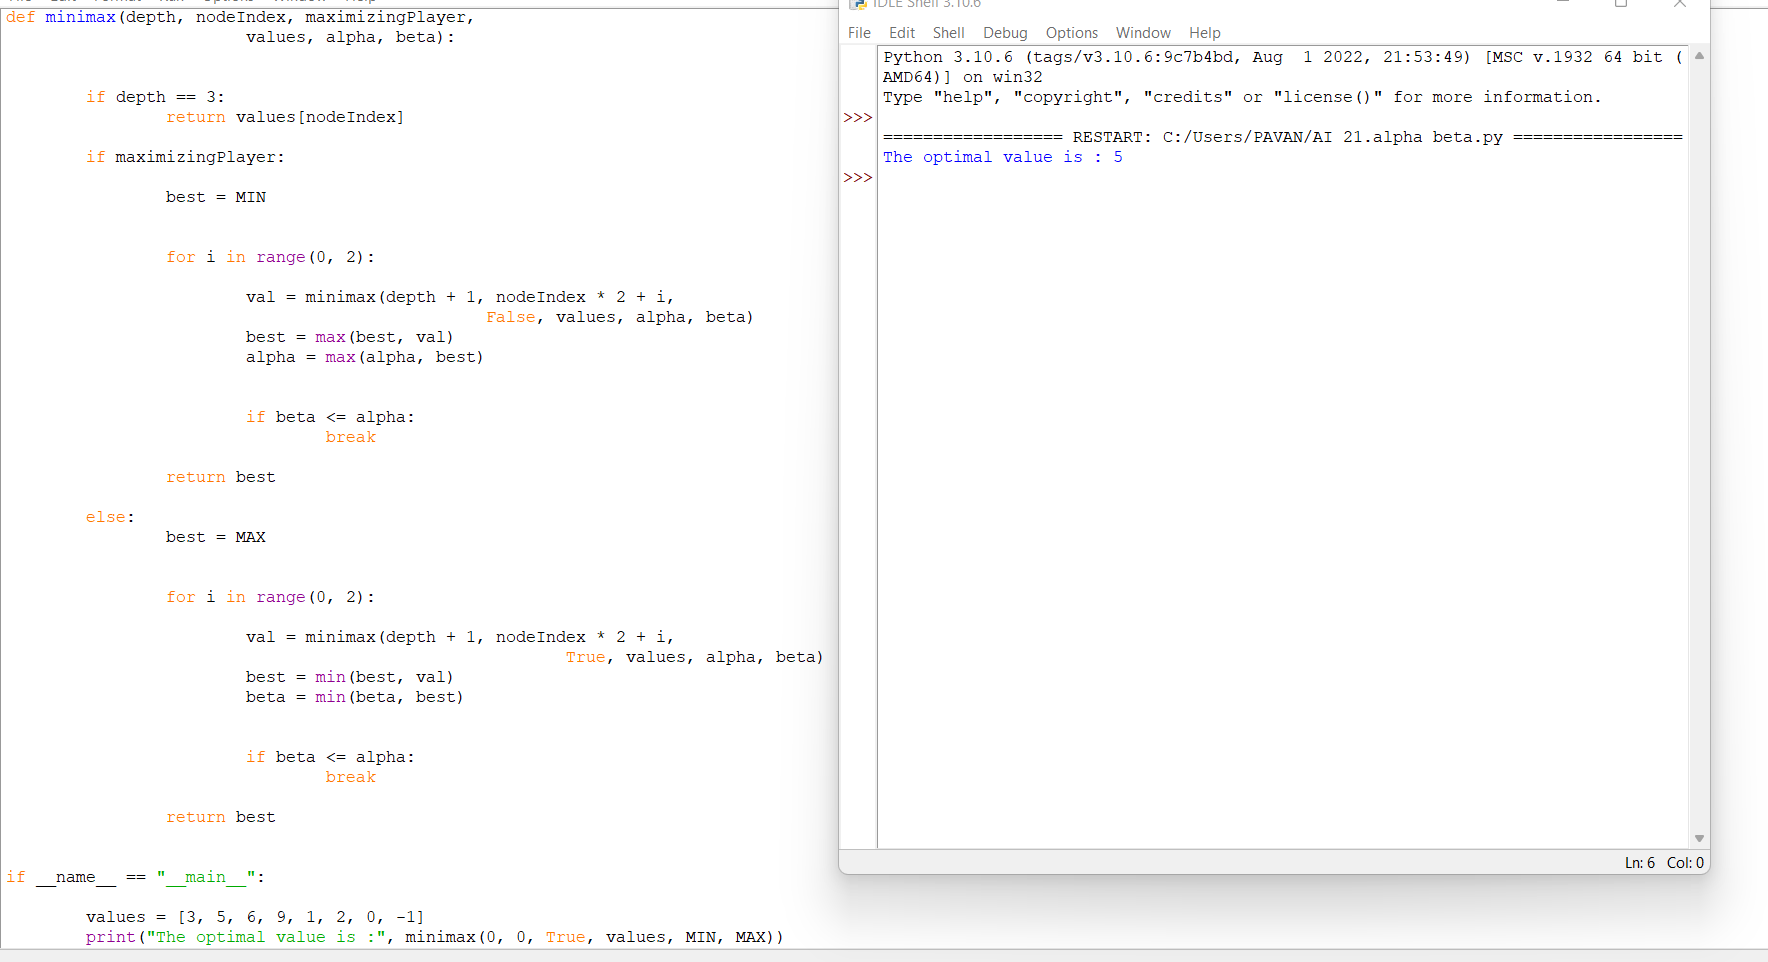 def minimax(depth, nodeIndex, maximizingPlayer,
values, alpha, beta):
if depth == 3:
return values[nodeIndex]
if maximizingPlayer:
best = MIN
for i in range(0, 2):
val = minimax(depth + 1, nodeIndex * 2 + i,
False, values, alpha, beta)
best = max(best, val)
alpha = max(alpha, best)
if beta <= alpha:
break
return best
else:
best = MAX
for i in range(0, 2):
val = minimax(depth + 1, nodeIndex * 2 + i,
True, values, alpha, beta)
best = min(best, val)
beta = min(beta, best)
if beta <= alpha:
break
return best
if __name__ == "__main__":
values = [3, 5, 6, 9, 1, 2, 0, -1]
print("The optimal value is :", minimax(0, 0, True, values, MIN, MAX))
IDLE Shell 3.10.6
File Edit Shell Debug Options Window Help
Python 3.10.6 (tags/v3.10.6:9c7b4bd, Aug  1 2022, 21:53:49) [MSC v.1932 64 bit (
AMD64)] on win32
Type "help", "copyright", "credits" or "license()" for more information.
>>>
================== RESTART: C:/Users/PAVAN/AI 21.alpha beta.py =================
The optimal value is : 5
>>>
Ln: 6 Col: 0